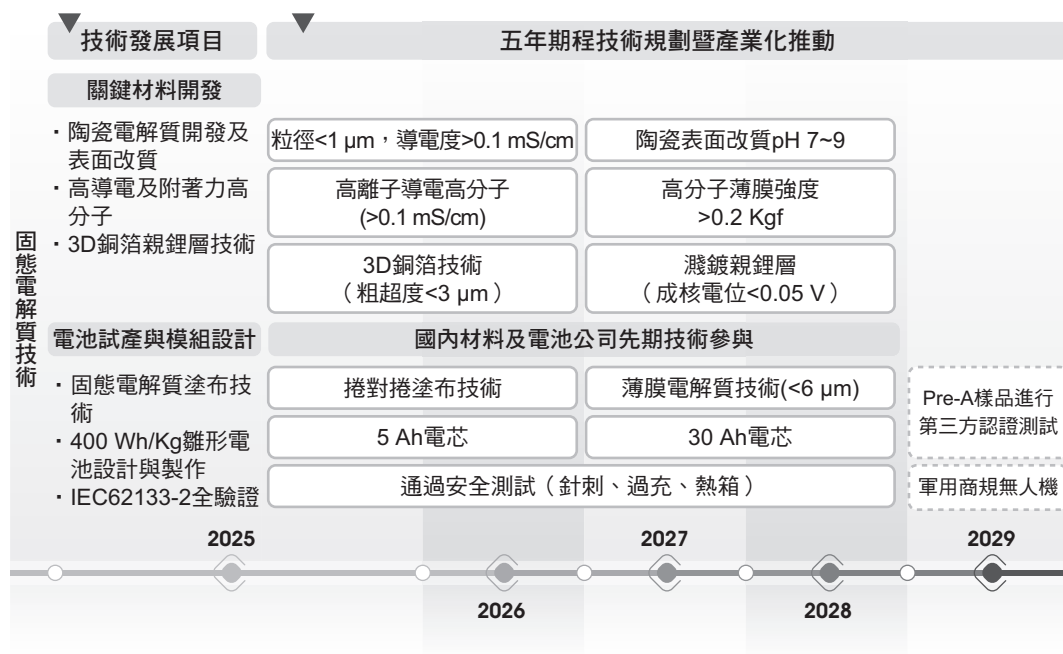 技術發展項目
五年期程技術規劃暨產業化推動
固態電解質技術
關鍵材料開發
・陶瓷電解質開發及
表面改質
・高導電及附著力高
分子
・3D銅箔親鋰層技術
粒徑<1 μm，導電度>0.1 mS/cm
陶瓷表面改質pH 7~9
高離子導電高分子
(>0.1 mS/cm)
高分子薄膜強度
>0.2 Kgf
3D銅箔技術
（粗超度<3 μm）
濺鍍親鋰層
（成核電位<0.05 V）
電池試產與模組設計
國內材料及電池公司先期技術參與
・固態電解質塗布技
術
・400 Wh/Kg雛形電
池設計與製作
・IEC62133-2全驗證
捲對捲塗布技術
薄膜電解質技術(<6 μm)
5 Ah電芯
30 Ah電芯
通過安全測試（針刺、過充、熱箱）
Pre-A樣品進行
第三方認證測試
軍用商規無人機
2025
2026
2027
2028
2029